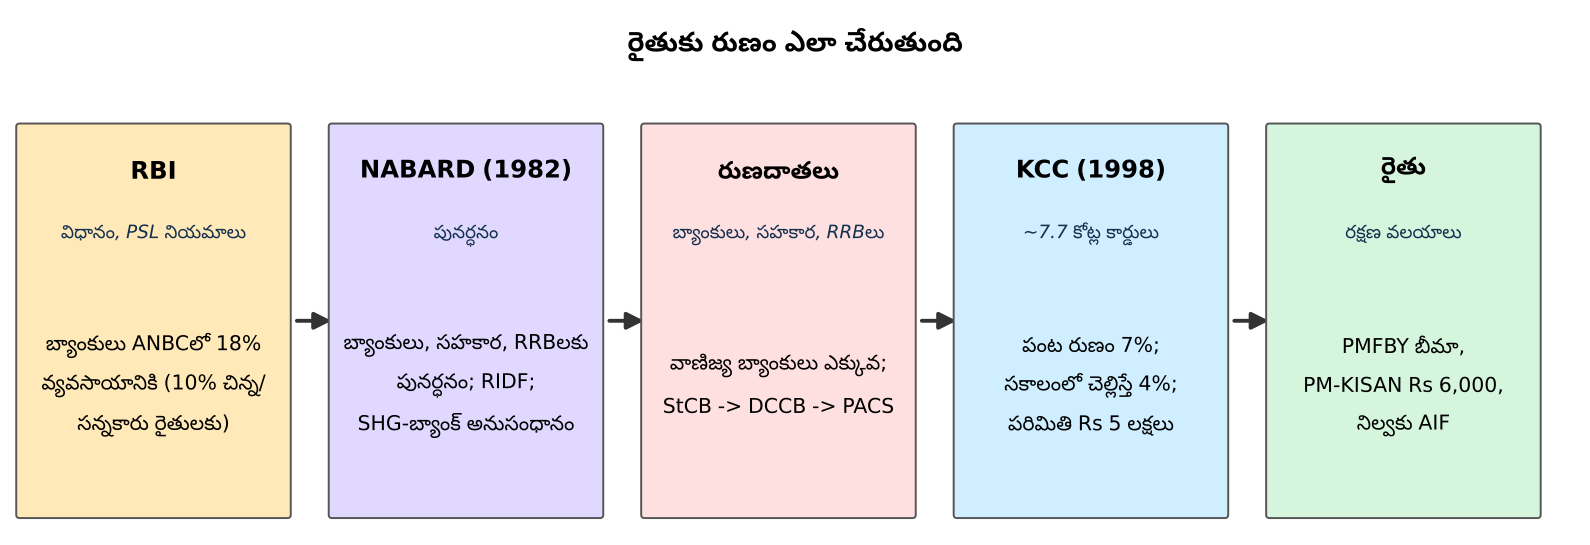 రైతుకు రుణం ఎలా చేరుతుంది
RBI
విధానం, PSL నియమాలు
బ్యాంకులు ANBCలో 18%
వ్యవసాయానికి (10% చిన్న/
సన్నకారు రైతులకు)
NABARD (1982)
పునర్ధనం
బ్యాంకులు, సహకార, RRBలకు
పునర్ధనం; RIDF;
SHG-బ్యాంక్ అనుసంధానం
రుణదాతలు
బ్యాంకులు, సహకార, RRBలు
వాణిజ్య బ్యాంకులు ఎక్కువ;
StCB -> DCCB -> PACS
KCC (1998)
~7.7 కోట్ల కార్డులు
పంట రుణం 7%;
సకాలంలో చెల్లిస్తే 4%;
పరిమితి Rs 5 లక్షలు
రైతు
రక్షణ వలయాలు
PMFBY బీమా,
PM-KISAN Rs 6,000,
నిల్వకు AIF